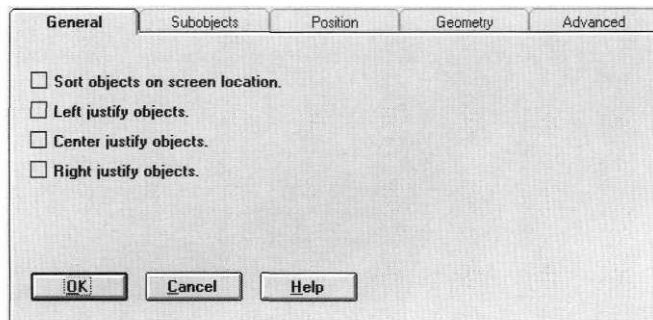 General Subobjects Position Geometry Advanced
Sort objects on screen location.
Left justify objects.
Center justify objects.
Right justify objects.
OK Cancel Help